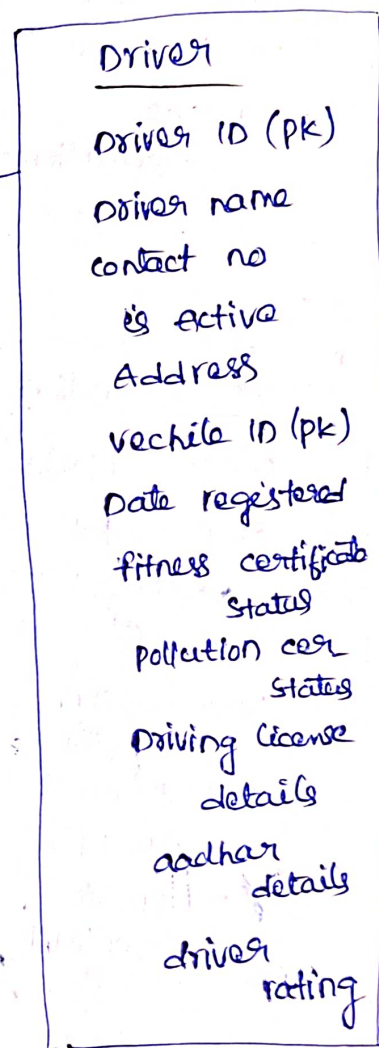 Driver
Driver ID (PK)
Driver name
contact no
is Active
Address
vechile ID (PK)
Date registered
fitness certificate
status
pollution cer
status
Driving license
details
aadhar
details
driver
rating